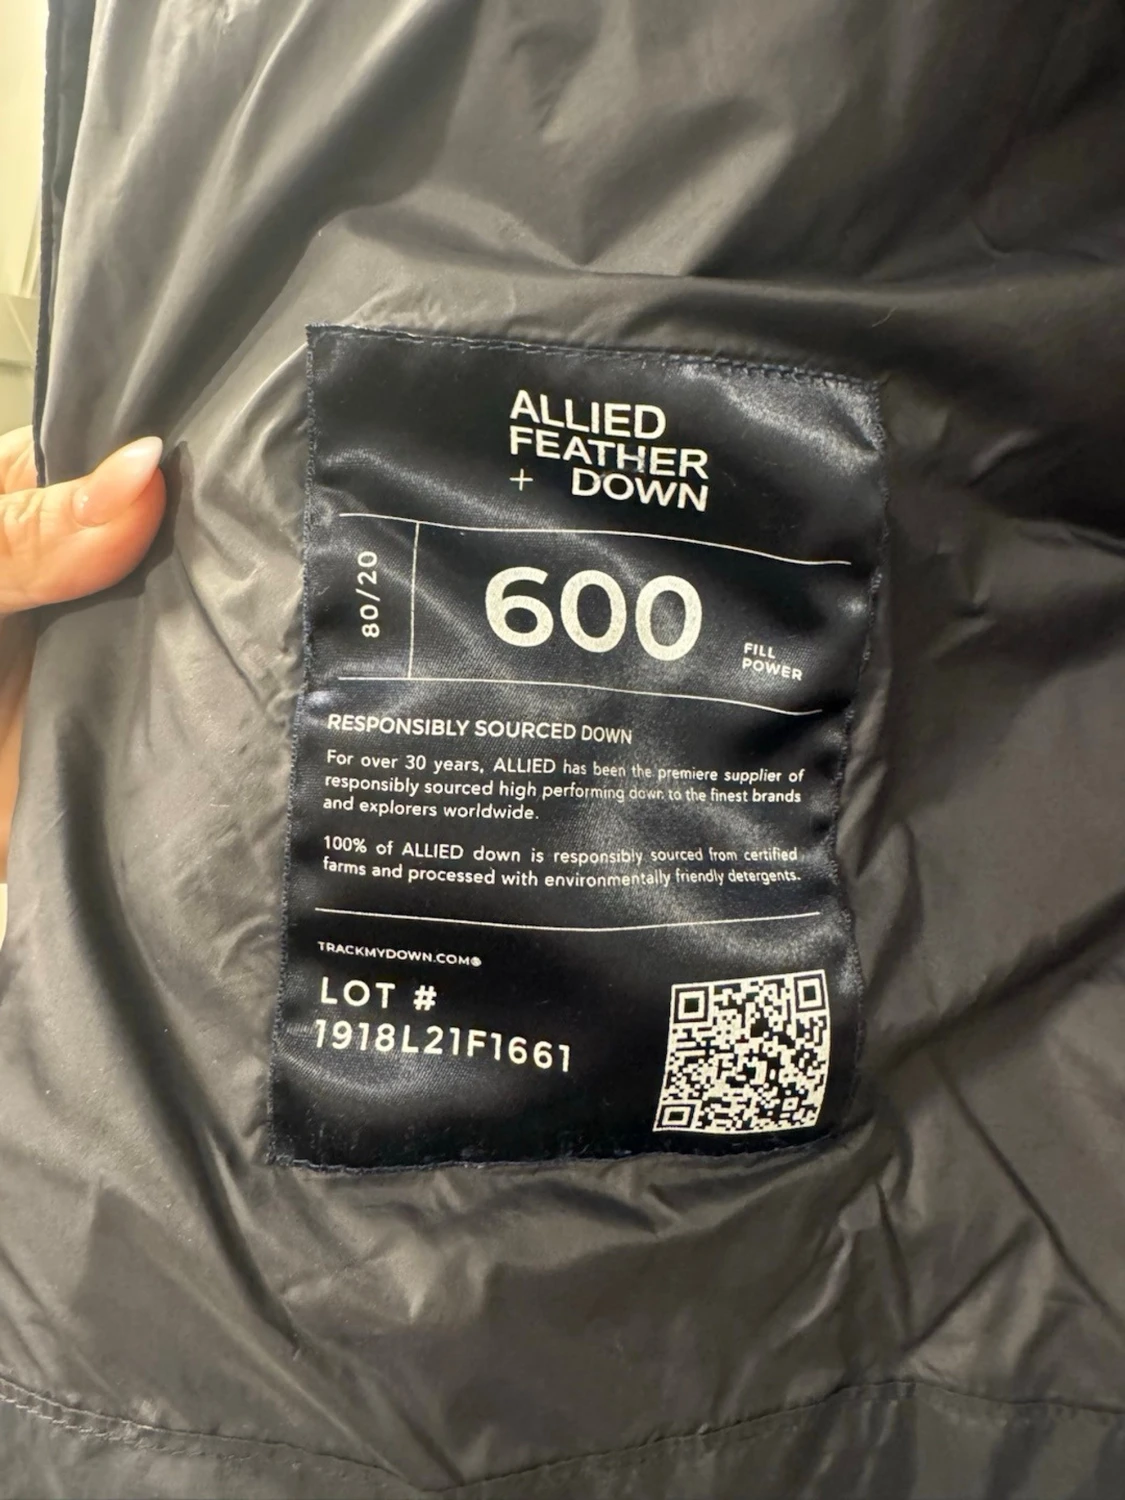 ALLIED
FEATHER
+ DOWN
80/20
600
FILL
POWER
RESPONSIBLY SOURCED DOWN
For over 30 years, ALLIED has been the premiere supplier of
responsibly sourced high performing down to the finest brands
and explorers worldwide.
100% of ALLIED down is responsibly sourced from certified
farms and processed with environmentally friendly detergents.
TRACKMYDOWN.COM®
LOT #
1918L21F1661